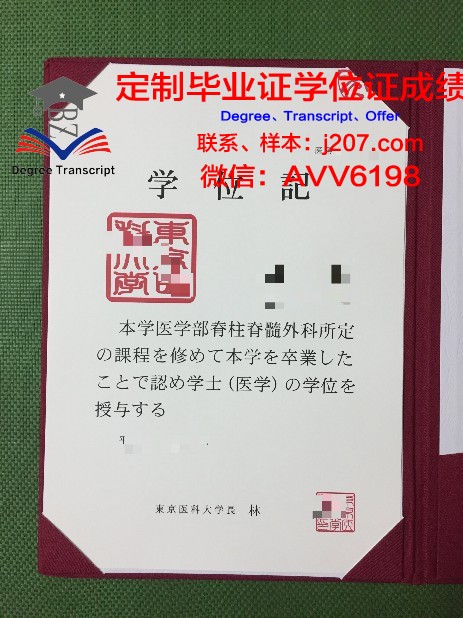 定制毕业证学位证成绩
Degree, Transcript, Offer
联系、样本: j207.com
微信: AVV6198
Degree Transcript
学位記
本学医学部脊柱脊髄外科所定
の課程を修めて本学を卒業した
ことで認め学士(医学)の学位を
授与する
東京医科大学長 林